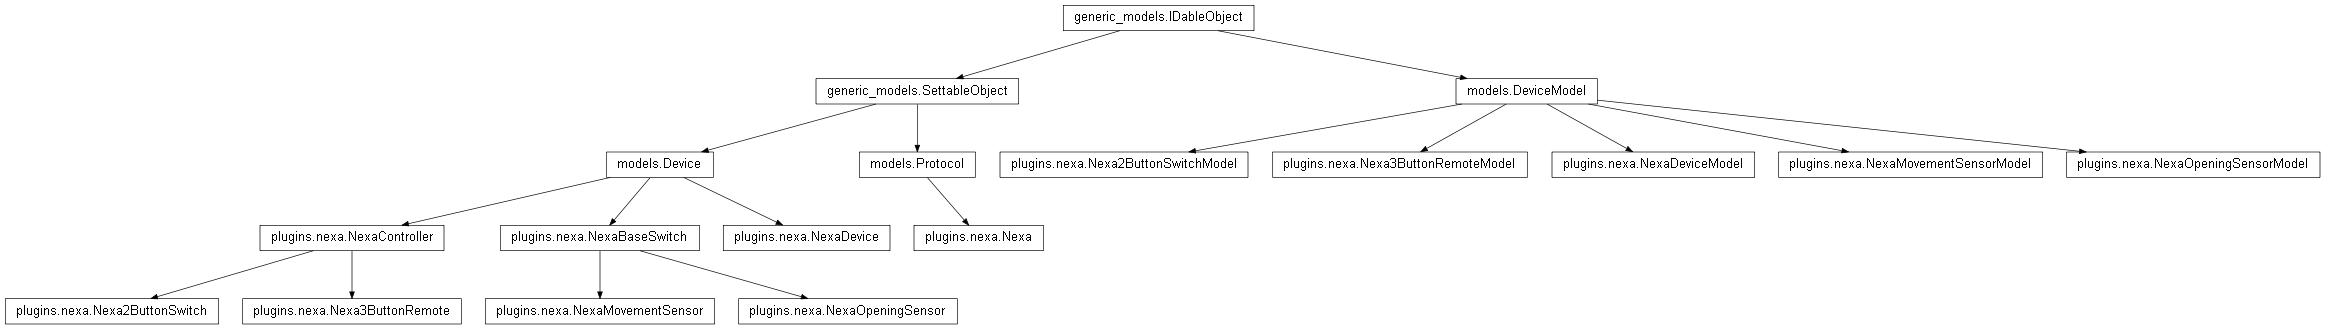 generic_models.IDableObject
generic_models.SettableObject
models.DeviceModel
models.Device
models.Protocol
plugins.nexa.Nexa2ButtonSwitchModel
plugins.nexa.Nexa3ButtonRemoteModel
plugins.nexa.NexaDeviceModel
plugins.nexa.NexaMovementSensorModel
plugins.nexa.NexaOpeningSensorModel
plugins.nexa.NexaController
plugins.nexa.NexaBaseSwitch
plugins.nexa.NexaDevice
plugins.nexa.Nexa
plugins.nexa.Nexa2ButtonSwitch
plugins.nexa.Nexa3ButtonRemote
plugins.nexa.NexaMovementSensor
plugins.nexa.NexaOpeningSensor